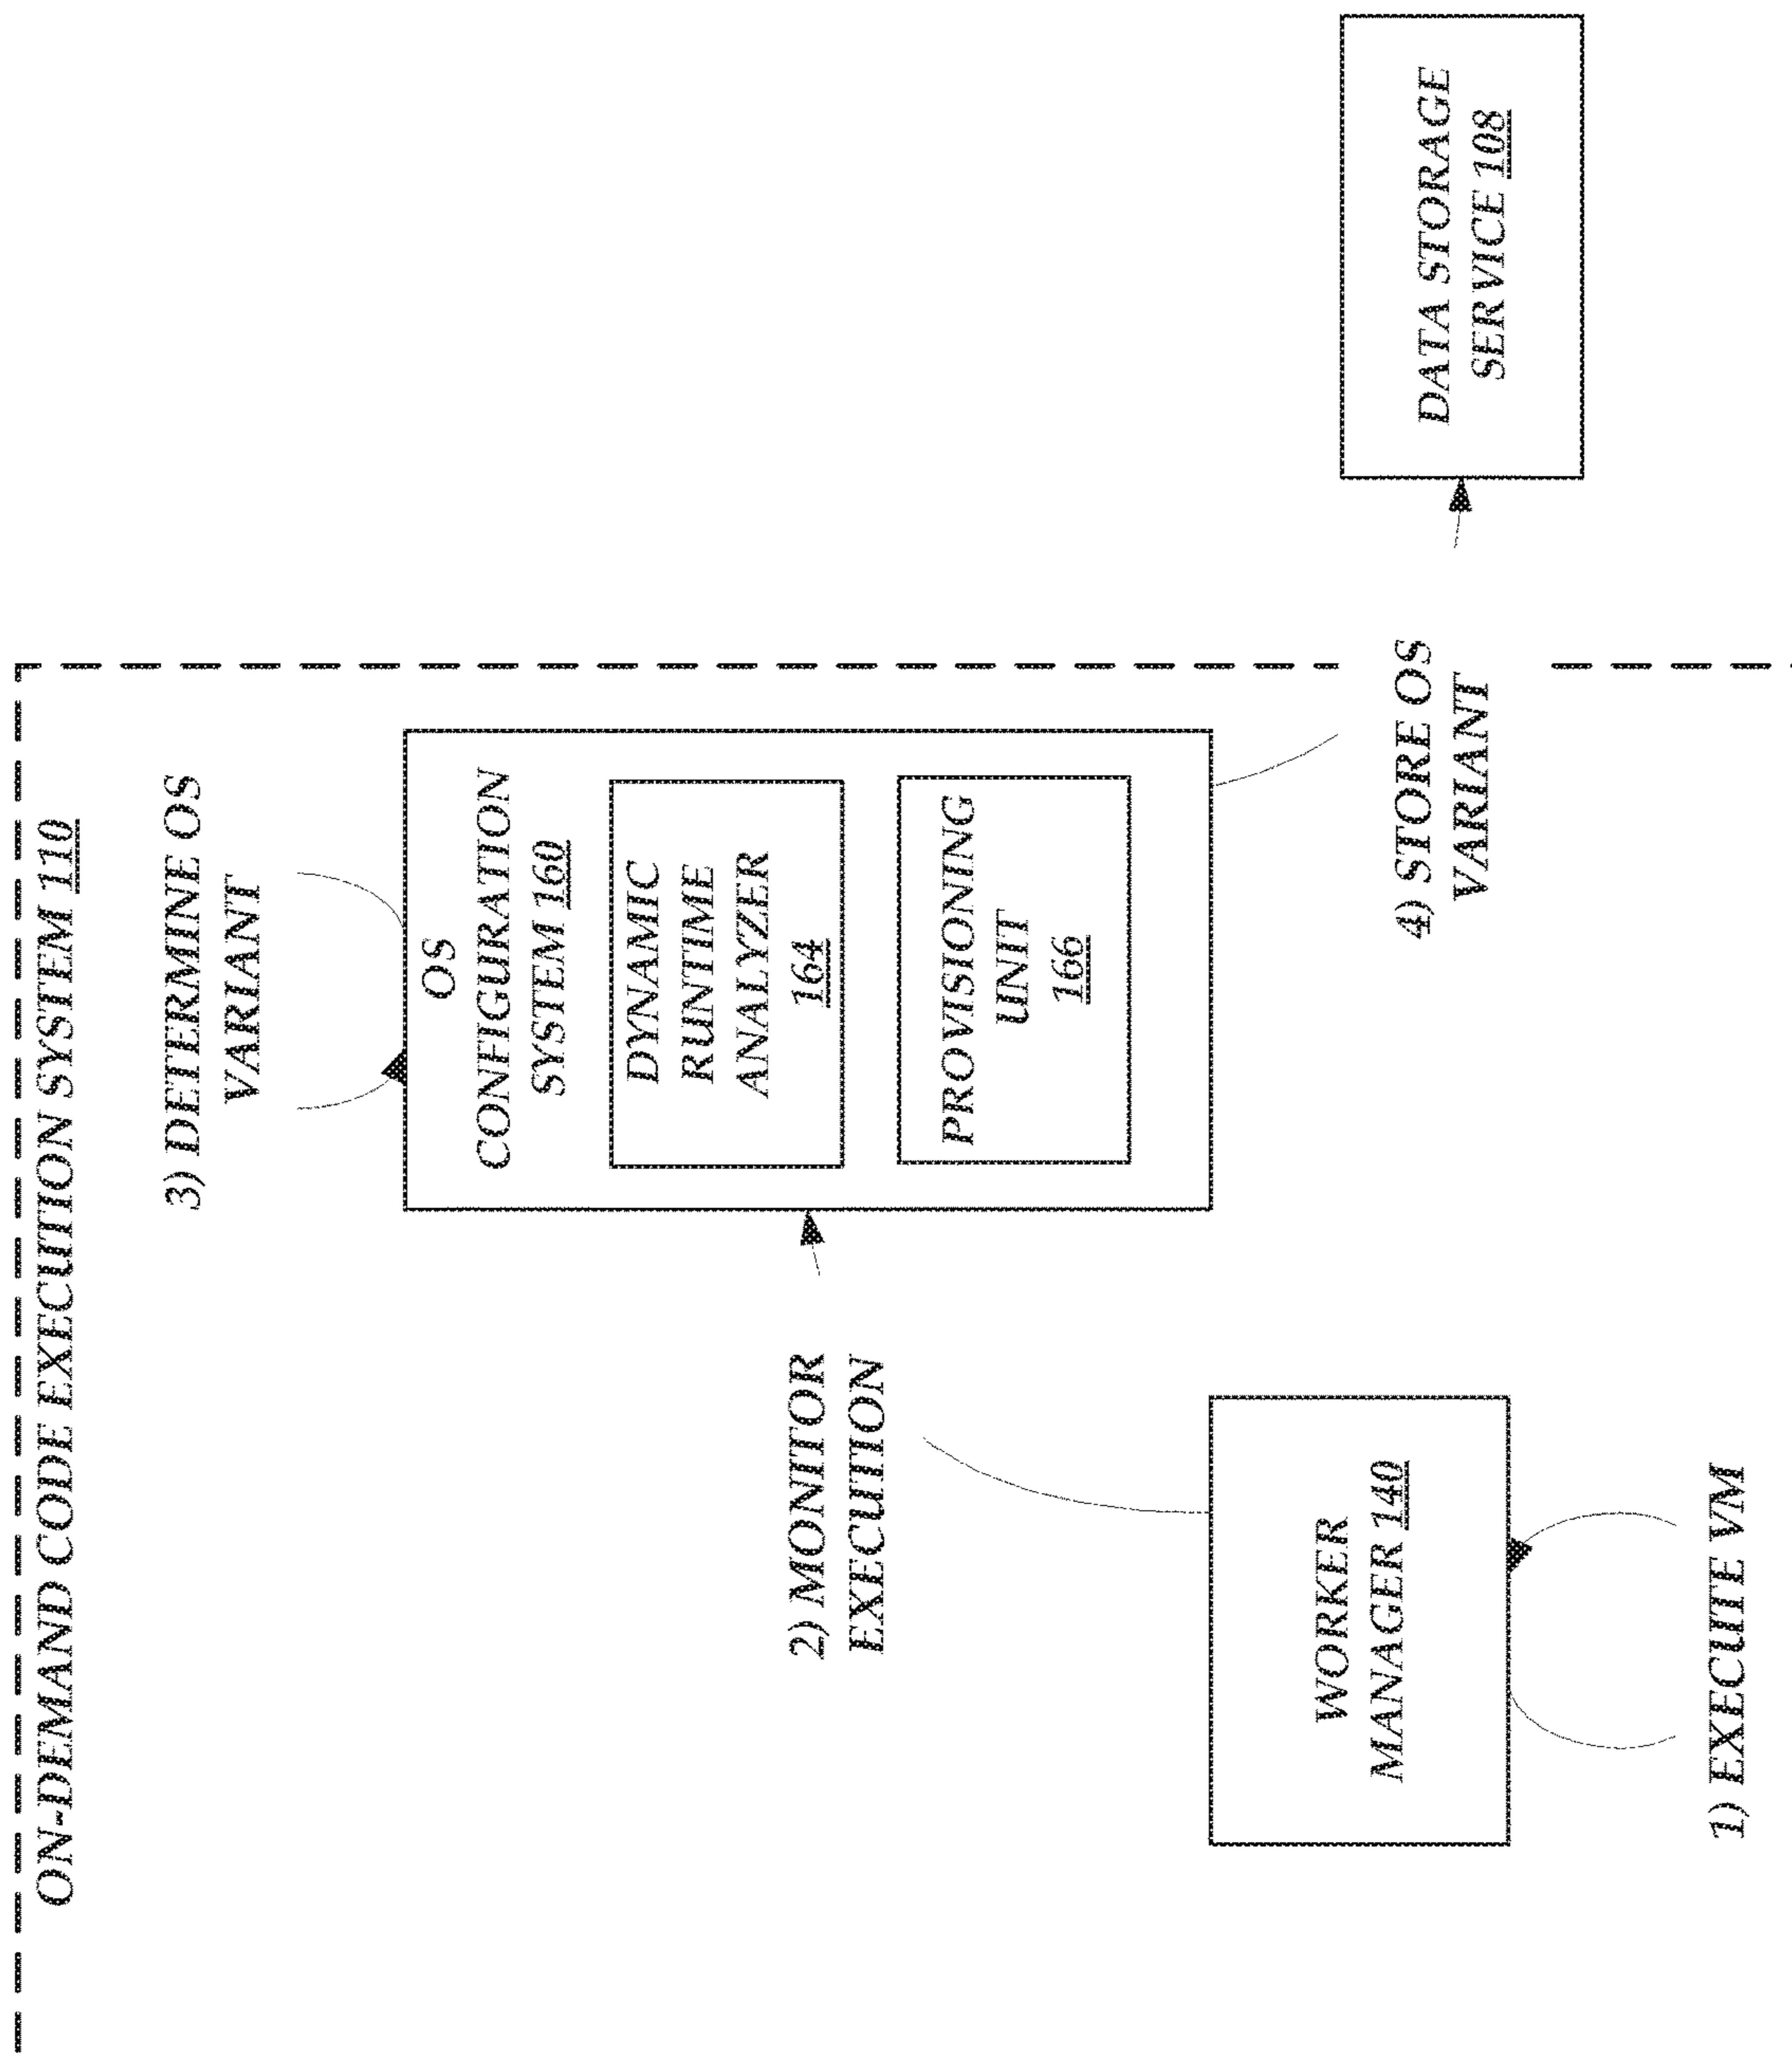 ON-DEMAND CODE EXECUTION SYSTEM 110
3) DETERMINE OS
VARIANT
OS
CONFIGURATION
SYSTEM 160
DYNAMIC
RUNTIME
ANALYZER
164
PROVISIONING
UNIT
166
2) MONITOR
EXECUTION
WORKER
MANAGER 140
1) EXECUTE VM
4) STORE OS
VARIANT
DATA STORAGE
SERVICE 108